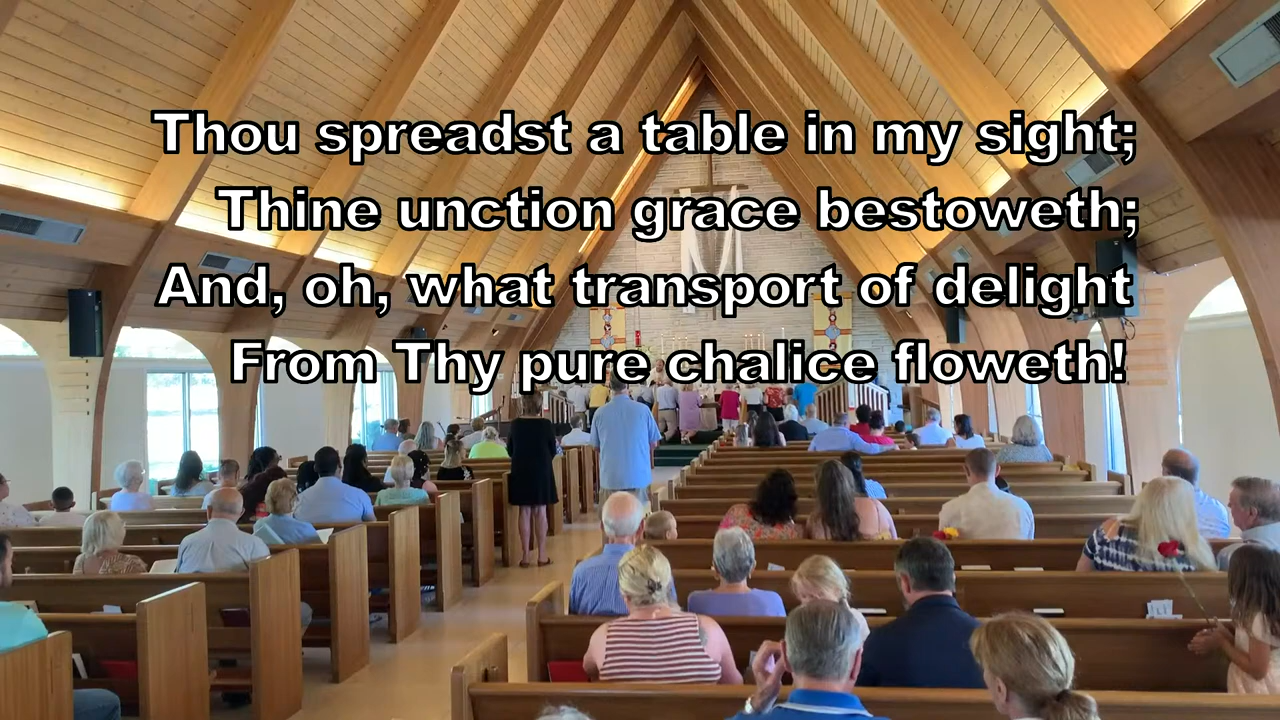 Thou spreadst a table in my sight;
Thine unction grace bestoweth;
And, oh, what transport of delight
From Thy pure chalice floweth!